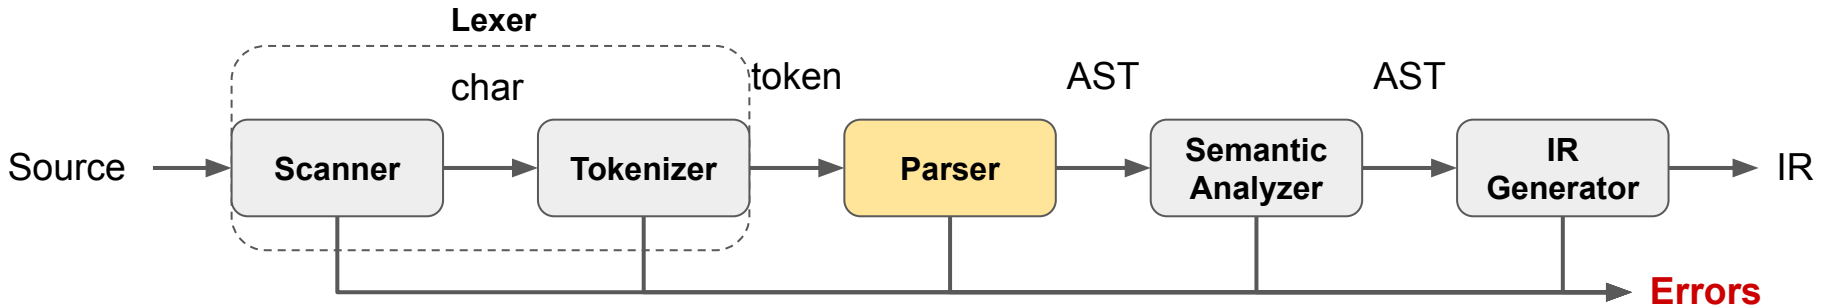 Lexer
char
token
AST
AST
Source
Scanner
Tokenizer
Parser
Semantic
Analyzer
IR
Generator
IR
Errors